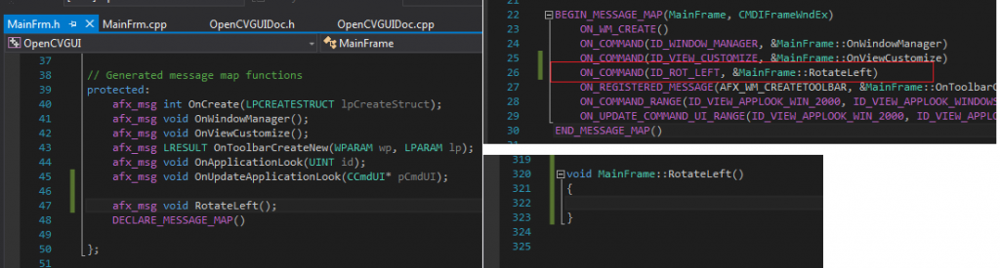 MainFrm.h MainFrm.cpp OpenCVGUIDoc.h OpenCVGUIDoc.cpp
OpenCVGUI MainFrame
37
38 // Generated message map functions
39 protected:
40 afx_msg int OnCreate(LPCREATESTRUCT lpCreateStruct);
41 afx_msg void OnWindowManager();
42 afx_msg void OnViewCustomize();
43 afx_msg LRESULT OnToolbarCreateNew(WPARAM wp, LPARAM lp);
44 afx_msg void OnApplicationLook(UINT id);
45 afx_msg void OnUpdateApplicationLook(CCmdUI* pCmdUI);
46
47 afx_msg void RotateLeft();
48 DECLARE_MESSAGE_MAP()
49
50 };
51
22 BEGIN_MESSAGE_MAP(MainFrame, CMDIFrameWndEx)
23 ON_WM_CREATE()
24 ON_COMMAND(ID_WINDOW_MANAGER, &MainFrame::OnWindowManager)
25 ON_COMMAND(ID_VIEW_CUSTOMIZE, &MainFrame::OnViewCustomize)
26 ON_COMMAND(ID_ROT_LEFT, &MainFrame::RotateLeft)
27 ON_REGISTERED_MESSAGE(AFX_WM_CREATETOOLBAR, &MainFrame::OnToolbarC
28 ON_COMMAND_RANGE(ID_VIEW_APPLOOK_WIN_2000, ID_VIEW_APPLOOK_WINDOWS
29 ON_UPDATE_COMMAND_UI_RANGE(ID_VIEW_APPLOOK_WIN_2000, ID_VIEW_APPL
30 END_MESSAGE_MAP()
319
320 void MainFrame::RotateLeft()
321 {
322
323 }
324
325